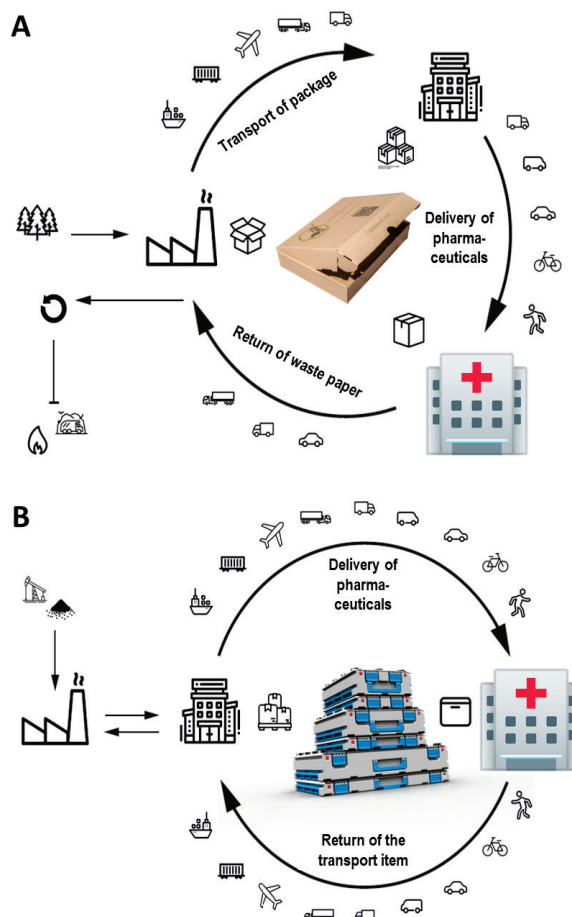 A
Transport of package
Delivery of
pharma-
ceuticals
Return of waste paper
B
Delivery of
pharma-
ceuticals
Return of the
transport item